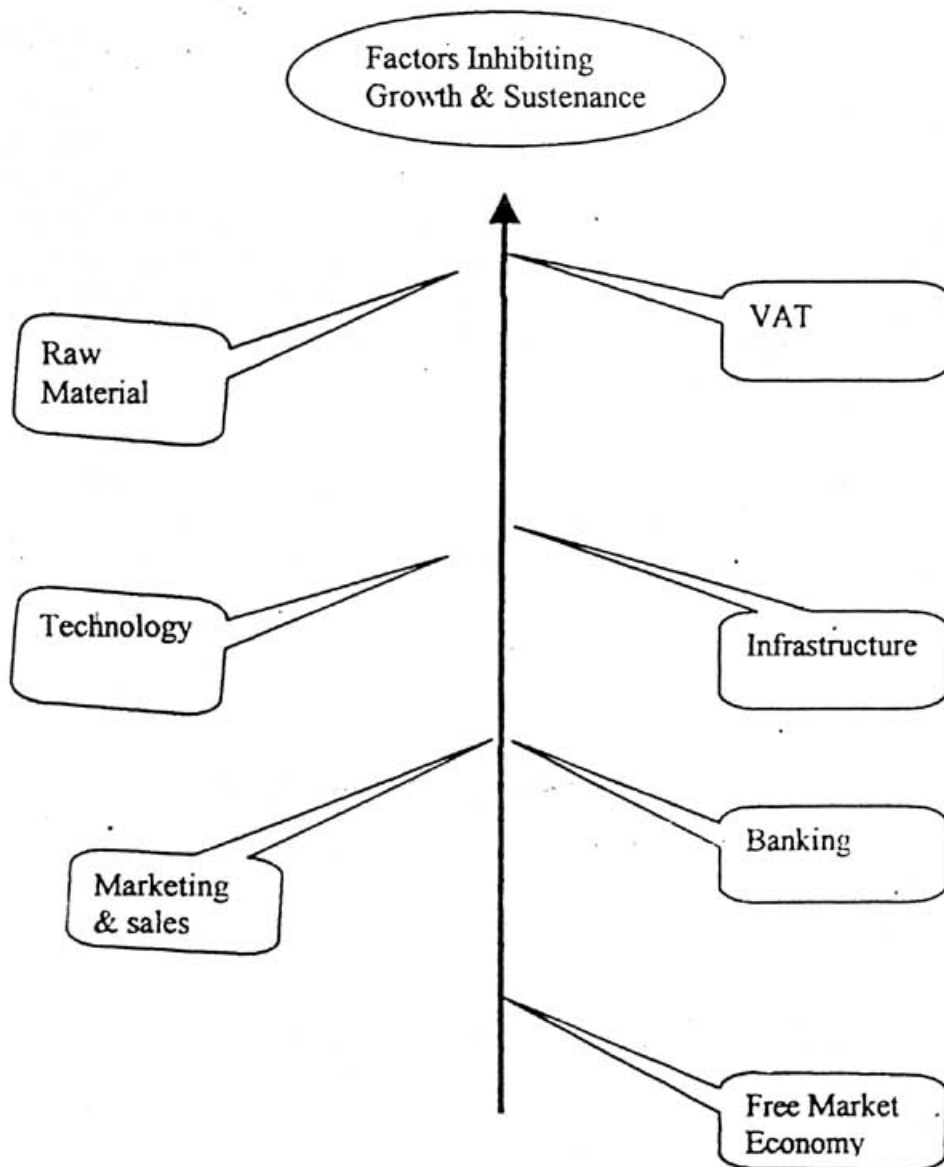 Factors Inhibiting
Growth & Sustenance
Raw
Material
VAT
Technology
Infrastructure
Marketing
& sales
Banking
Free Market
Economy